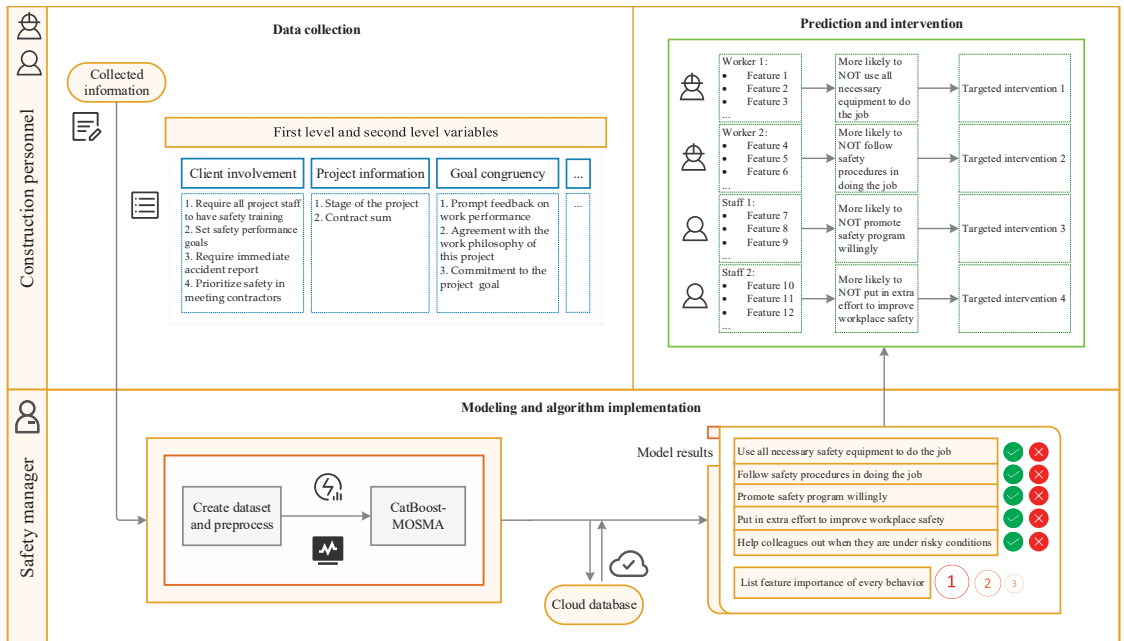 Construction personnel
Data collection
Collected
information
First level and second level variables
Client involvement
1. Require all project staff
to have safety training
2. Set safety performance
goals
3. Require immediate
accident report
4. Prioritize safety in
meeting contractors
Project information
1. Stage of the project
2. Contract sum
Goal congruency
1. Prompt feedback on
work performance
2. Agreement with the
work philosophy of
this project
3. Commitment to the
project goal
...
...
Prediction and intervention
Worker 1:
• Feature 1
• Feature 2
• Feature 3
...
More likely to
NOT use all
necessary
equipment to do
the job
Targeted intervention 1
Worker 2:
• Feature 4
• Feature 5
• Feature 6
...
More likely to
NOT follow
safety
procedures in
doing the job
Targeted intervention 2
Staff 1:
• Feature 7
• Feature 8
• Feature 9
...
More likely to
NOT promote
safety program
willingly
Targeted intervention 3
Staff 2:
• Feature 10
• Feature 11
• Feature 12
...
More likely to
NOT put in extra
effort to improve
workplace safety
Targeted intervention 4
Safety manager
Modeling and algorithm implementation
Create dataset
and preprocess
CatBoost-
MOSMA
Cloud database
Model results
Use all necessary safety equipment to do the job
Follow safety procedures in doing the job
Promote safety program willingly
Put in extra effort to improve workplace safety
Help colleagues out when they are under risky conditions
List feature importance of every behavior
1
2
3